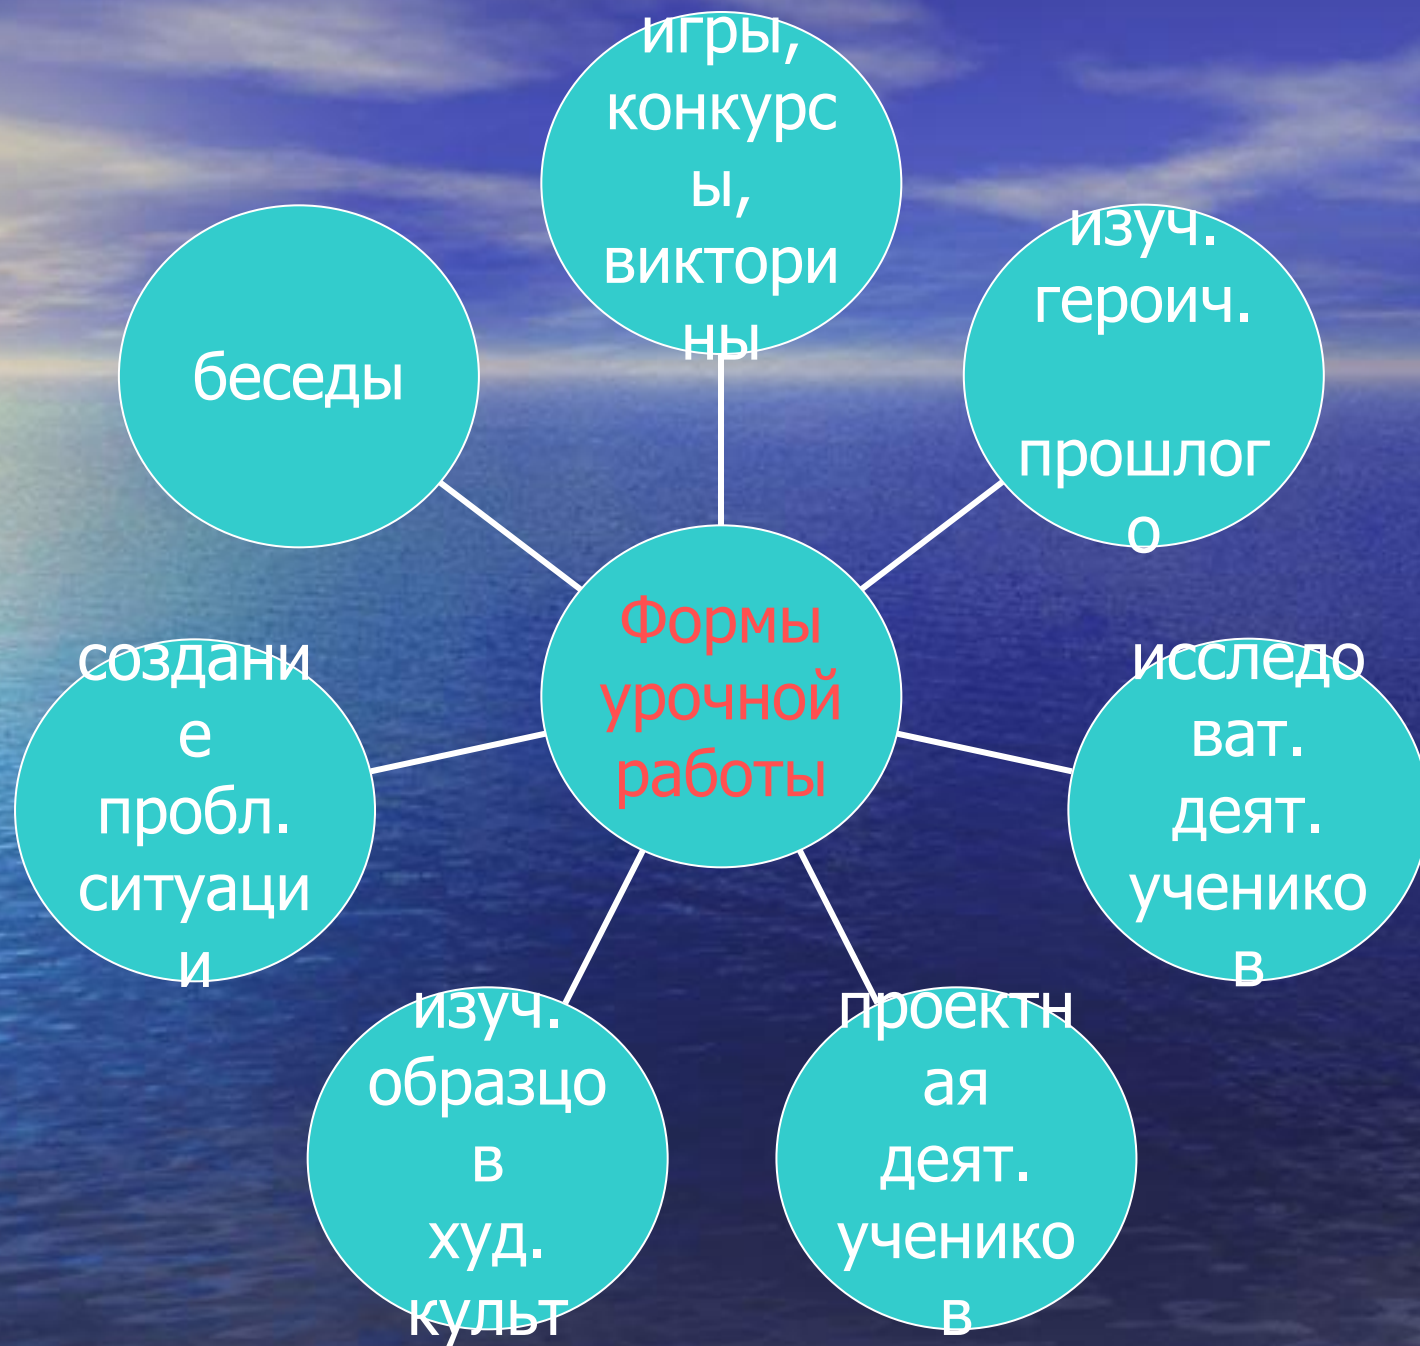 игры,
конкурс
ы,
виктори
ны
изуч.
героич.
прошлог
о
исследо
ват.
деят.
ученико
в
проектн
ая
деят.
ученико
в
изуч.
образцо
в
худ.
культ
создани
е
пробл.
ситуаци
и
беседы
Формы
урочной
работы